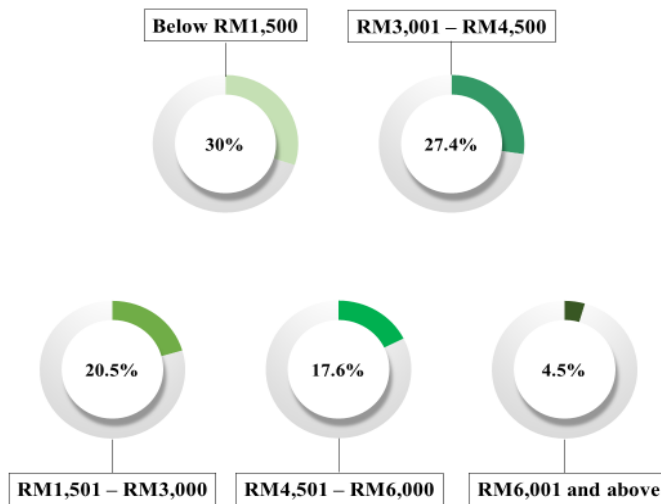 Below RM1,500
RM3,001 – RM4,500
30%
27.4%
20.5%
17.6%
4.5%
RM1,501 – RM3,000
RM4,501 – RM6,000
RM6,001 and above